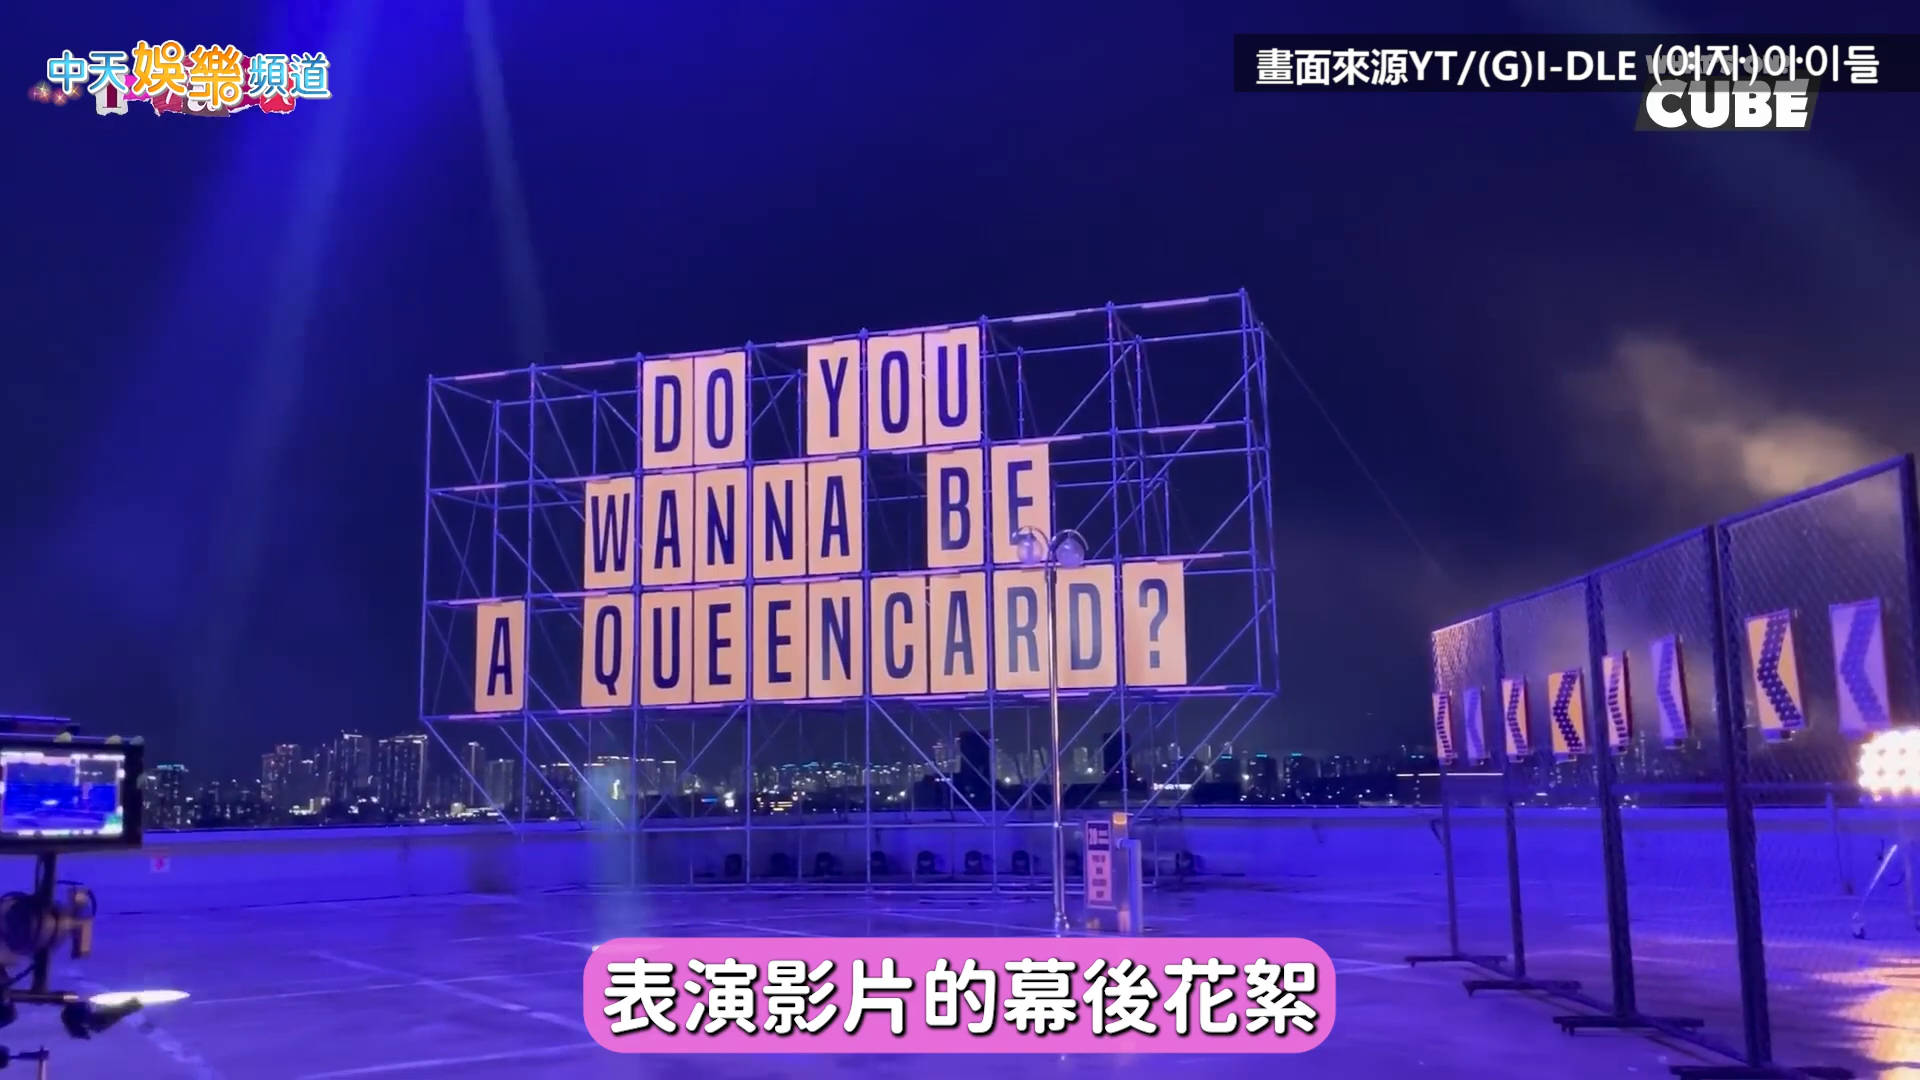 中天娛樂頻道
畫面來源YT/(G)I-DLE (여자)아이들
CUBE
DO YOU
WANNA BE
A QUEENCARD?
表演影片的幕後花絮